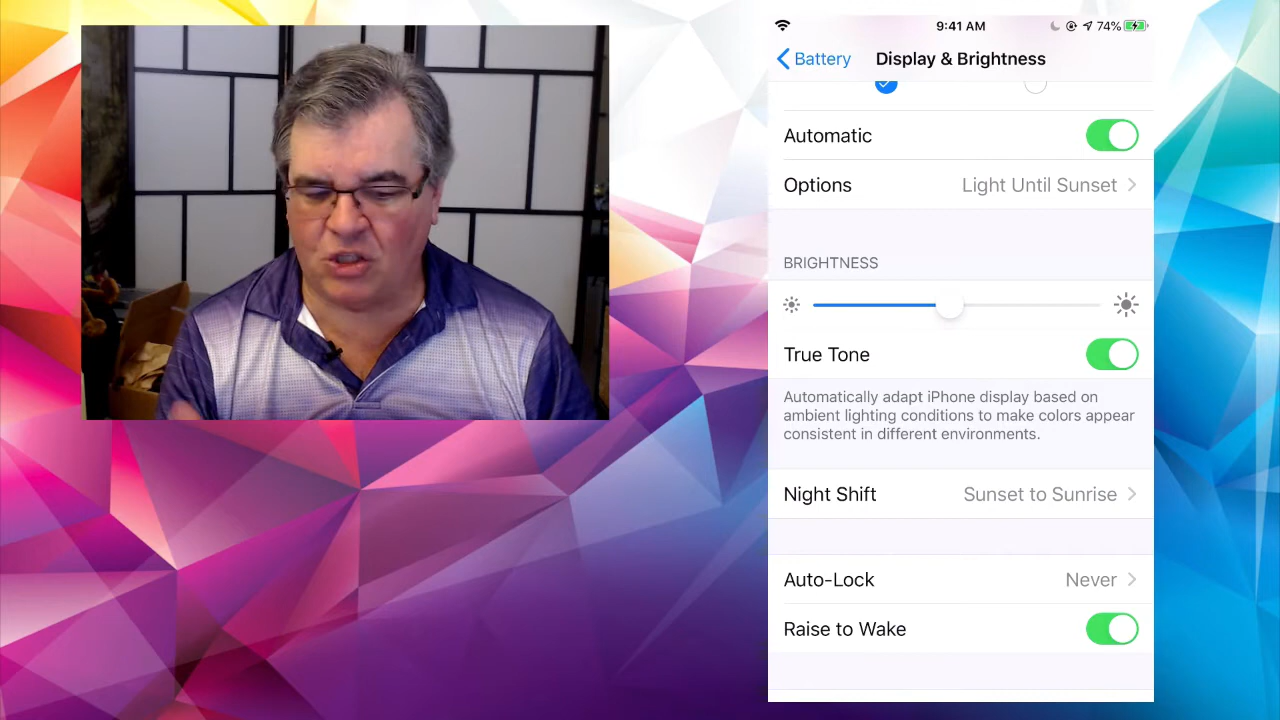 9:41 AM 74%
Battery Display & Brightness
Automatic
Options Light Until Sunset
BRIGHTNESS
True Tone
Automatically adapt iPhone display based on
ambient lighting conditions to make colors appear
consistent in different environments.
Night Shift Sunset to Sunrise
Auto-Lock Never
Raise to Wake